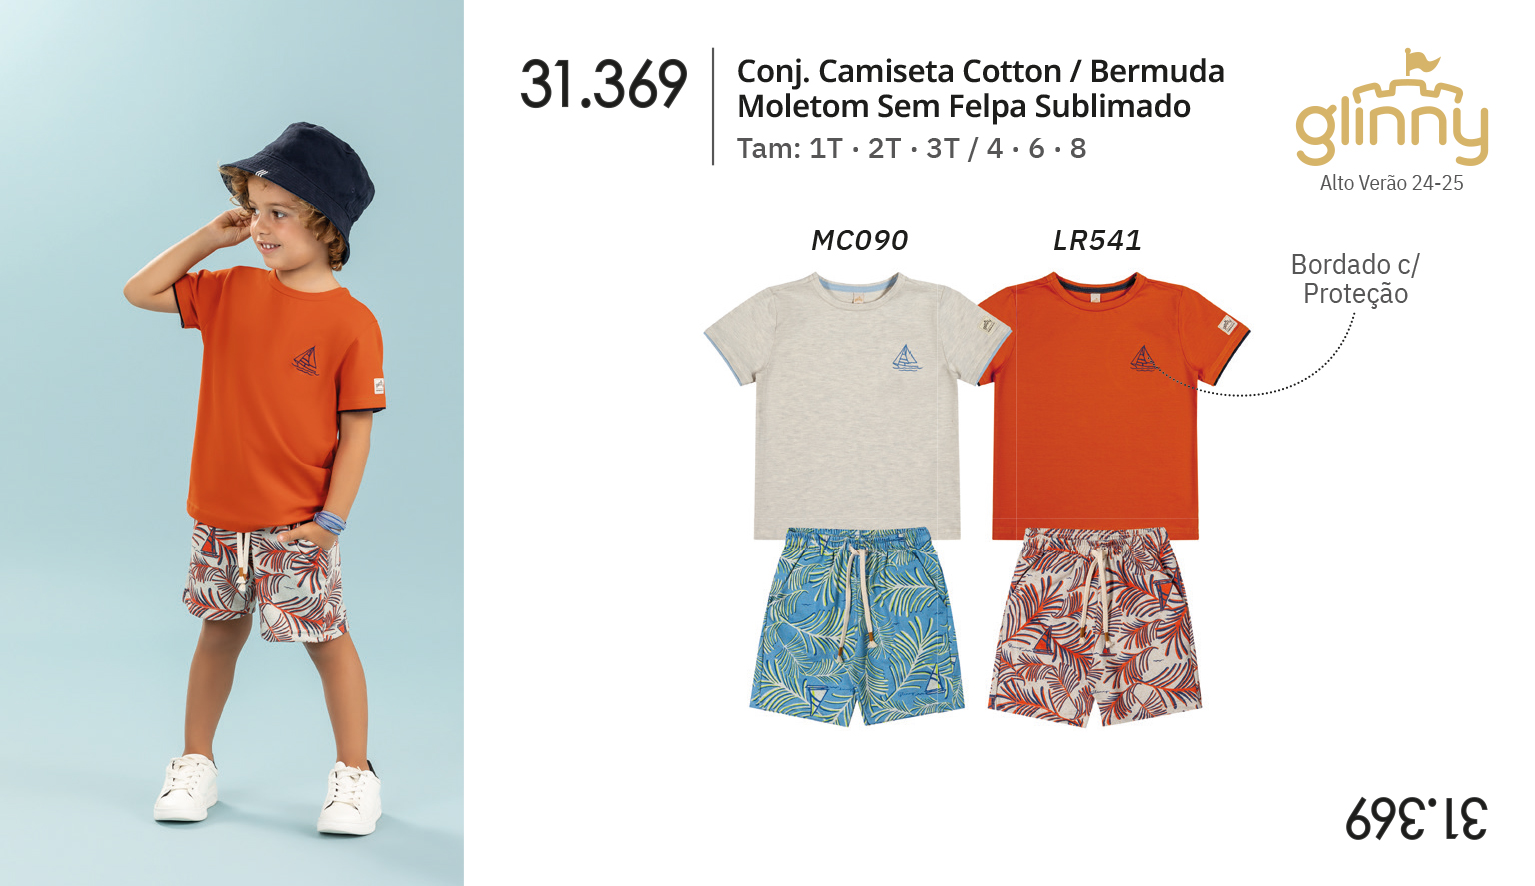 31.369
Conj. Camiseta Cotton / Bermuda
Moletom Sem Felpa Sublimado
Tam: 1T • 2T • 3T / 4 • 6 • 8
glinny
Alto Verão 24-25
MC090
LR541
Bordado c/
Proteção
31.369